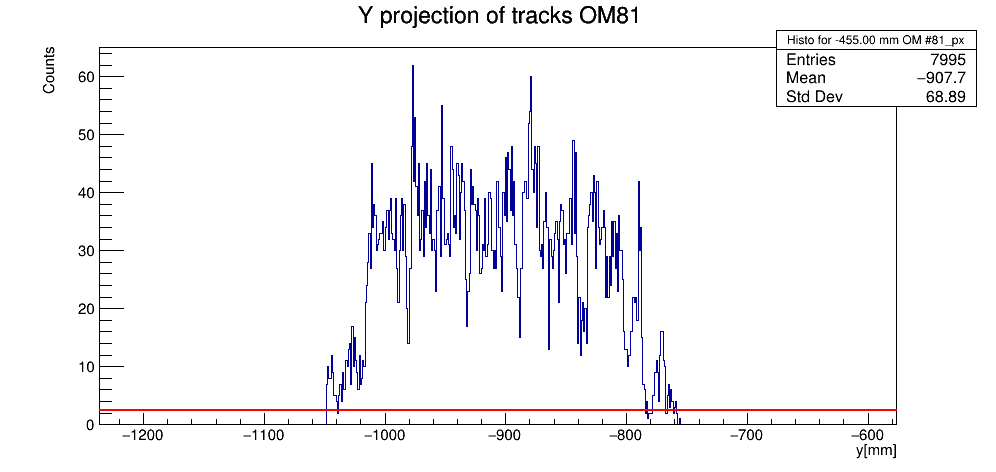 Y projection of tracks OM81
Histo for -455.00 mm OM #81_px
Entries 7995
Mean −907.7
Std Dev 68.89
Counts
60
50
40
30
20
10
0
−1200 −1100 −1000 −900 −800 −700 −600
y[mm]